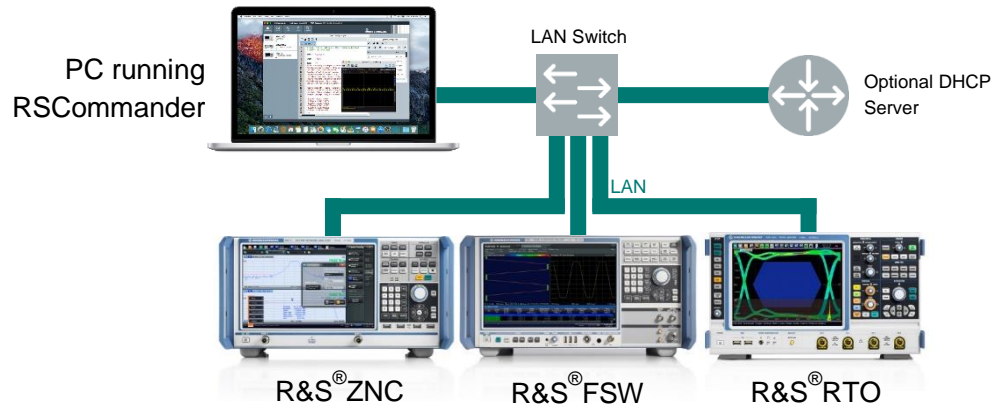 PC running
RSCommander
LAN Switch
Optional DHCP
Server
LAN
R&S®ZNC
R&S®FSW
R&S®RTO